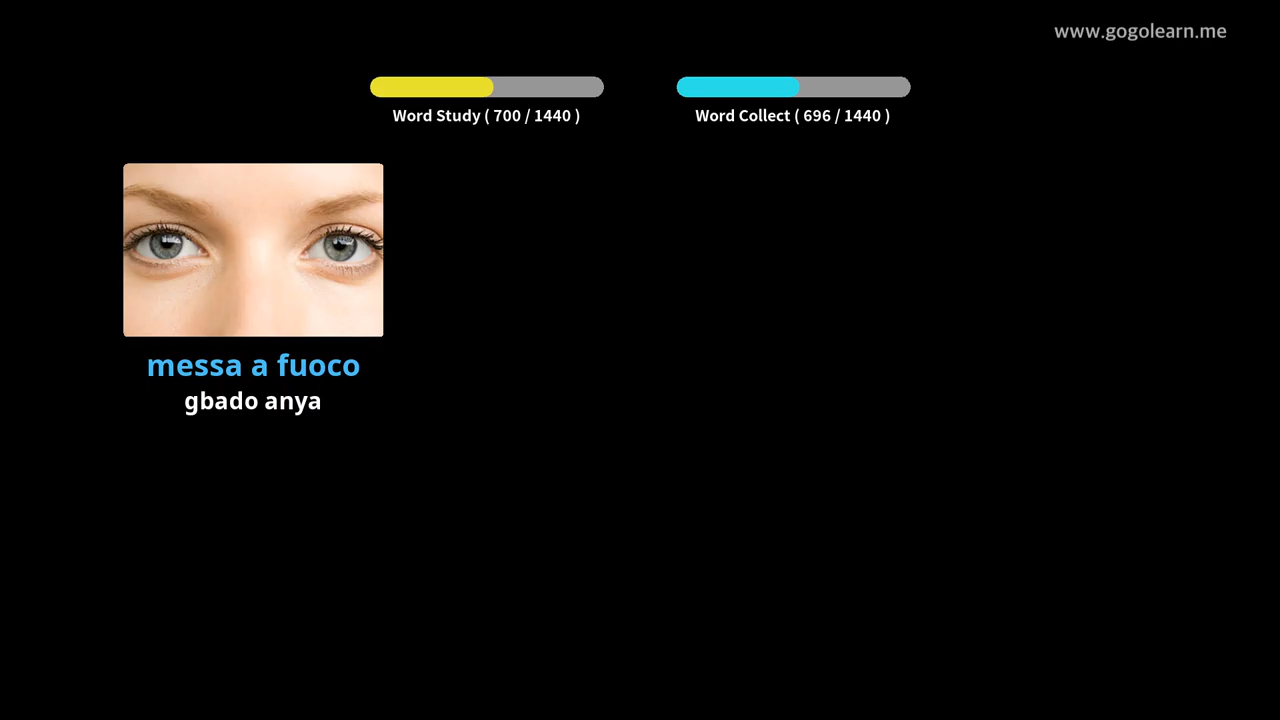 www.gogolearn.me
Word Study ( 700 / 1440 )
Word Collect ( 696 / 1440 )
messa a fuoco
gbado anya